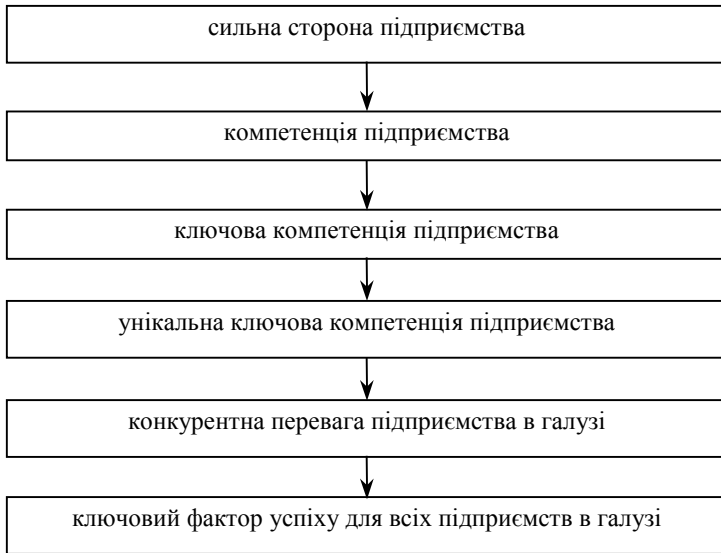 сильна сторона підприємства
компетенція підприємства
ключова компетенція підприємства
унікальна ключова компетенція підприємства
конкурентна перевага підприємства в галузі
ключовий фактор успіху для всіх підприємств в галузі